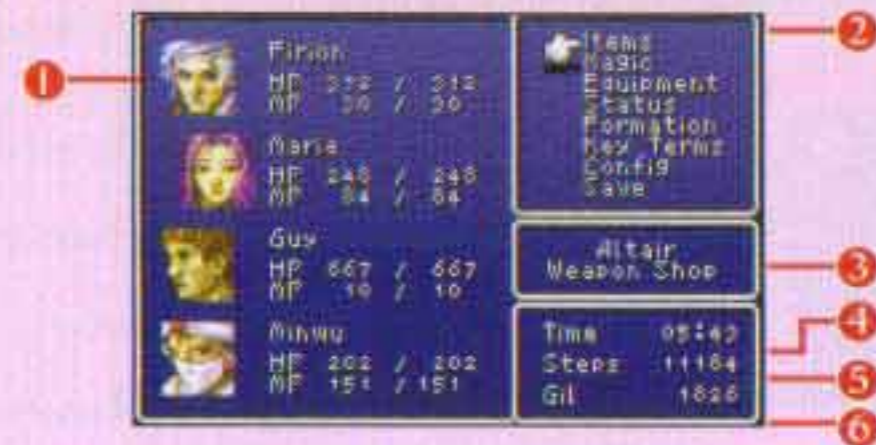 1
Firion
HP 312 / 312
MP 30 / 30
Maria
HP 248 / 248
MP 84 / 84
Guy
HP 667 / 667
MP 10 / 10
Minwu
HP 202 / 202
MP 151 / 151
2
Items
Magic
Equipment
Status
Formation
Key Terms
Config
Save
3
Altair
Weapon Shop
4
Time 05:43
5
Steps 11184
6
Gil 1826